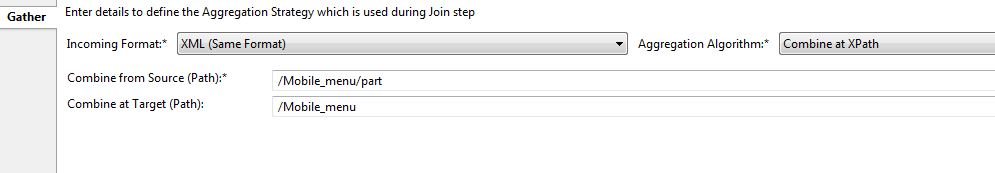 Gather
Enter details to define the Aggregation Strategy which is used during Join step
Incoming Format:* XML (Same Format) Aggregation Algorithm:* Combine at XPath
Combine from Source (Path):* /Mobile_menu/part
Combine at Target (Path): /Mobile_menu